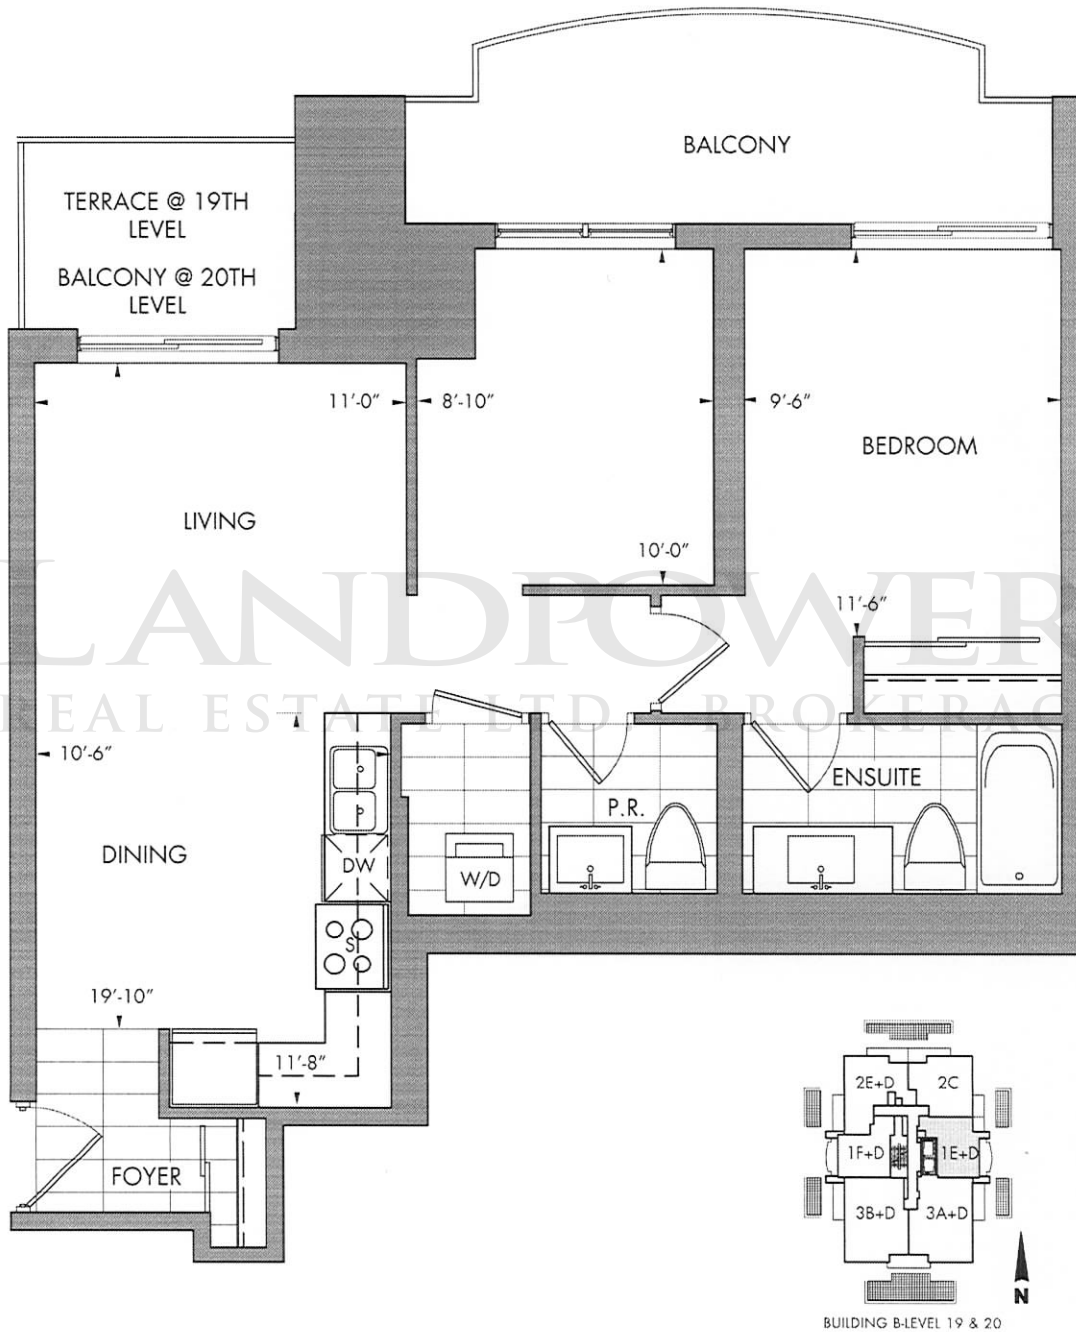 BALCONY
TERRACE @ 19TH
LEVEL
BALCONY @ 20TH
LEVEL
11'-0"
8'-10"
9'-6"
BEDROOM
LIVING
10'-0"
11'-6"
LANDPOWER
REAL ESTATE LTD. BROKERAG
10'-6"
ENSUITE
P.R.
DINING
DW
W/D
19'-10"
11'-8"
FOYER
2E+D
2C
1F+D
1E+D
3B+D
3A+D
N
BUILDING B-LEVEL 19 & 20